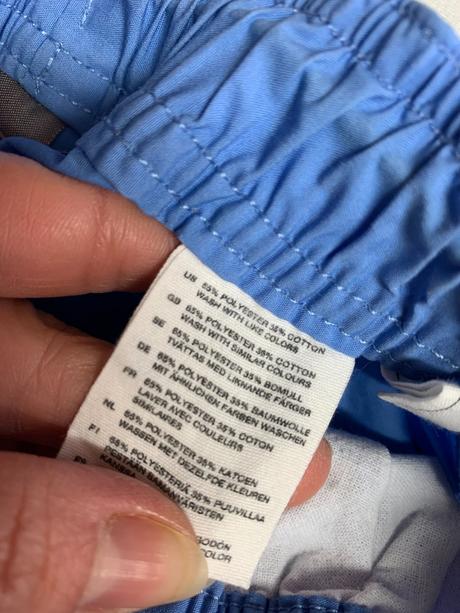 US 65% POLYESTER 35% COTTON
WASH WITH LIKE COLORS
GB 65% POLYESTER 35% COTTON
WASH WITH SIMILAR COLOURS
SE 65% POLYESTER 35% BOMULL
TVÄTTAS MED LIKNANDE FÄRGER
DE 65% POLYESTER 35% BAUMWOLLE
MIT ÄHNLICHEN FARBEN WASCHEN
FR 65% POLYESTER 35% COTON
LAVER AVEC COULEURS
SIMILAIRES
NL 65% POLYESTER 35% KATOEN
WASSEN MET DEZELFDE KLEUREN
FI 65% POLYESTERIÄ 35% PUUVILLAA
KANSSA SAMANVÄRISTEN
ES
COLOR